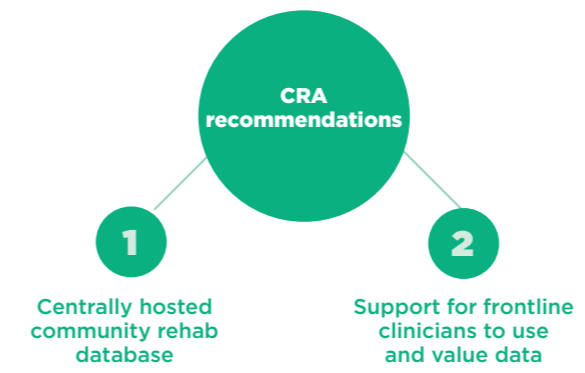 CRA
recommendations
1
Centrally hosted
community rehab
database
2
Support for frontline
clinicians to use
and value data